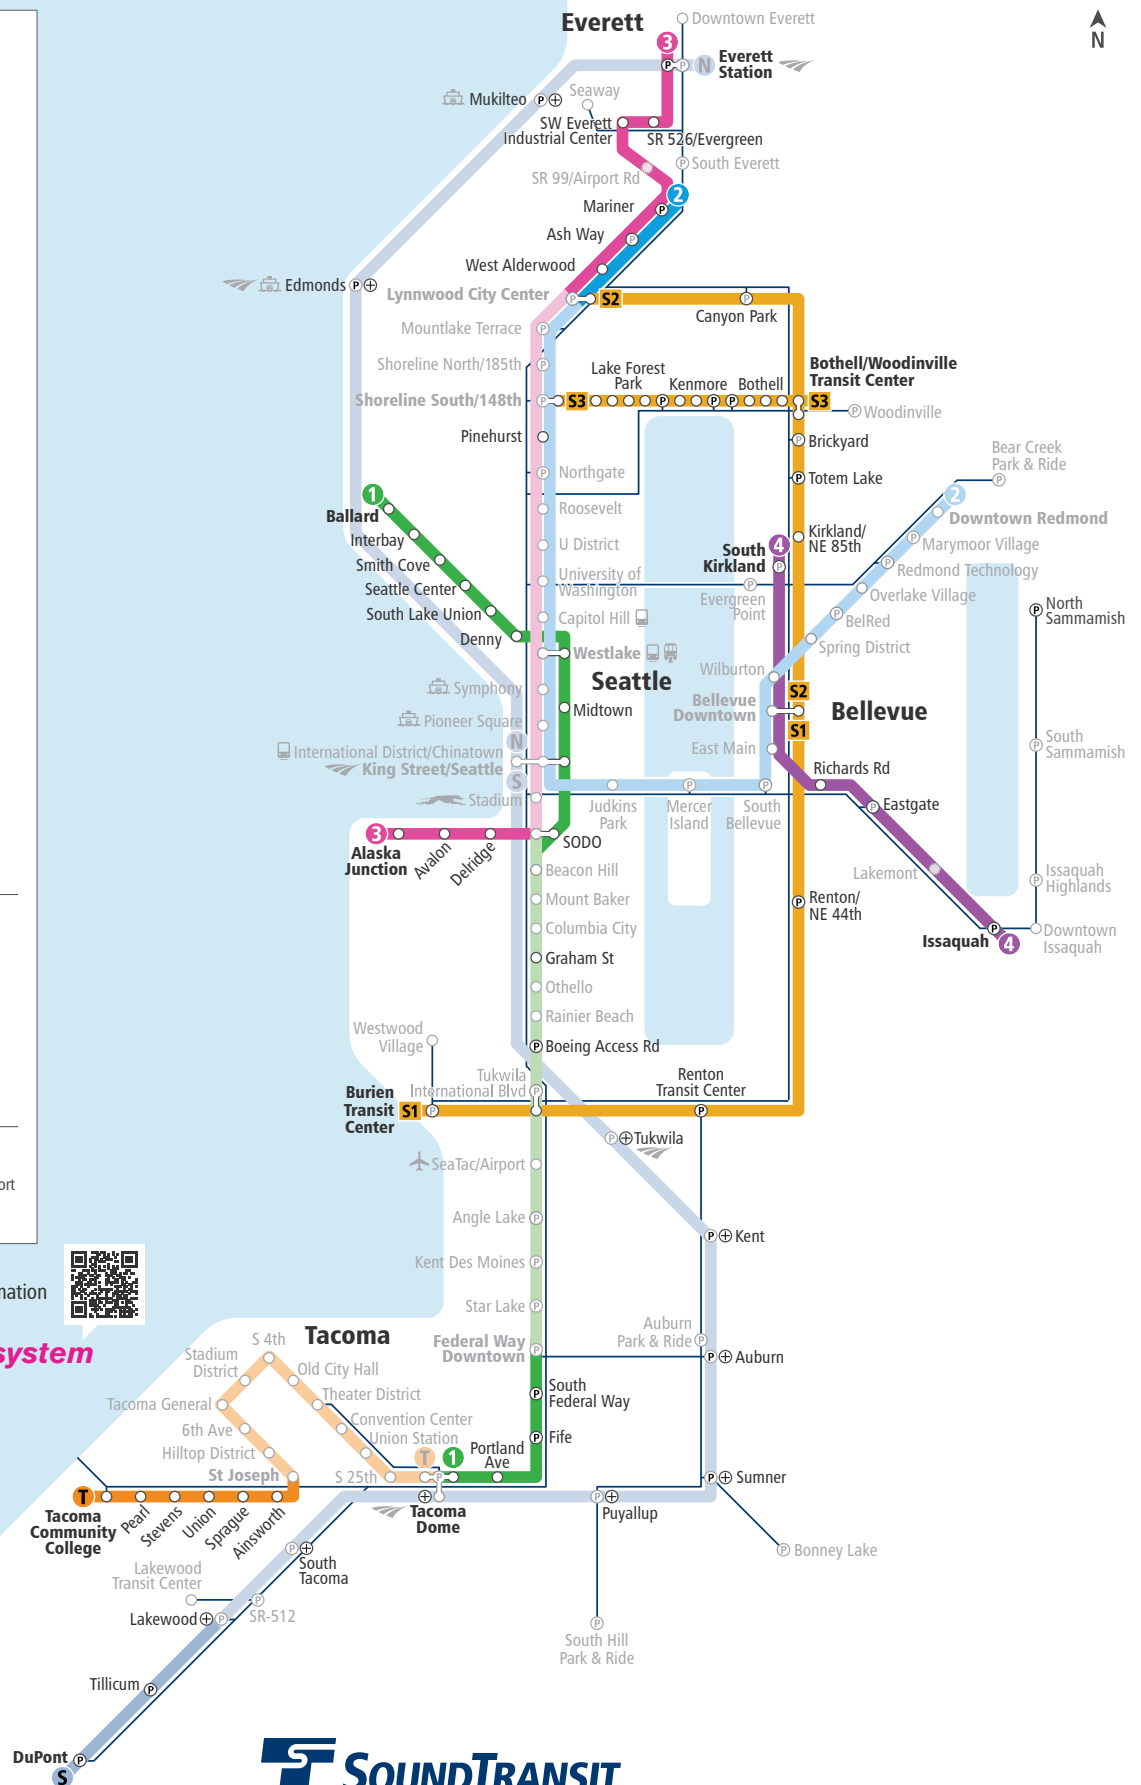 Everett
Downtown Everett
N
3
P
P
N
Everett
Station
Mukilteo
P
Seaway
SW Everett
Industrial Center
SR 526/Evergreen
P
South Everett
SR 99/Airport Rd
2
Mariner
P
Ash Way
P
West Alderwood
Edmonds
P
Lynnwood City Center
P
S2
P
Canyon Park
Mountlake Terrace
P
Shoreline North/185th
P
Lake Forest
Park
Kenmore
Bothell
Bothell/Woodinville
Transit Center
Shoreline South/148th
P
S3
P
P
P
S3
P
Woodinville
Pinehurst
P
Brickyard
Bear Creek
Park & Ride
P
Northgate
P
P
Totem Lake
1
Ballard
2
Downtown Redmond
Roosevelt
Interbay
Smith Cove
Seattle Center
South Lake Union
Denny
U District
University of
Washington
Capitol Hill
4
South
Kirkland
P
Kirkland/
NE 85th
P
Marymoor Village
P
Redmond Technology
Overlake Village
P
BelRed
Spring District
P
Evergreen
Point
P
North
Sammamish
Westlake
Seattle
Wilburton
Symphony
Midtown
Bellevue
Downtown
S2
S1
Bellevue
Pioneer Square
N
International District/Chinatown
King Street/Seattle
S
East Main
P
South
Sammamish
Stadium
Judkins
Park
P
Mercer
Island
P
South
Bellevue
Richards Rd
P
Eastgate
3
Alaska
Junction
Avalon
Delridge
SODO
Beacon Hill
Mount Baker
Columbia City
Graham St
Othello
Rainier Beach
Lakemont
P
Issaquah
Highlands
P
Renton/
NE 44th
Issaquah
P
4
Downtown
Issaquah
Westwood
Village
P
Boeing Access Rd
Tukwila
International Blvd
P
Renton
Transit Center
P
Burien
Transit
Center
S1
P
P
Tukwila
SeaTac/Airport
ort
Angle Lake
P
P
Kent
Kent Des Moines
P
mation
Star Lake
P
system
Tacoma
Federal Way
Downtown
P
Auburn
Park & Ride
P
P
Auburn
S 4th
Stadium
District
Old City Hall
Tacoma General
Theater District
6th Ave
Convention Center
Hilltop District
Union Station
St Joseph
S 25th
T
1
P
Portland
Ave
P
South
Federal Way
P
Fife
P
Sumner
T
Tacoma
Community
College
Pearl
Stevens
Union
Sprague
Ainsworth
Tacoma
Dome
P
Puyallup
P
South
Tacoma
P
Bonney Lake
Lakewood
Transit Center
P
SR-512
Lakewood
P
P
South Hill
Park & Ride
Tillicum
P
DuPont
P
S
SOUNDTRANSIT